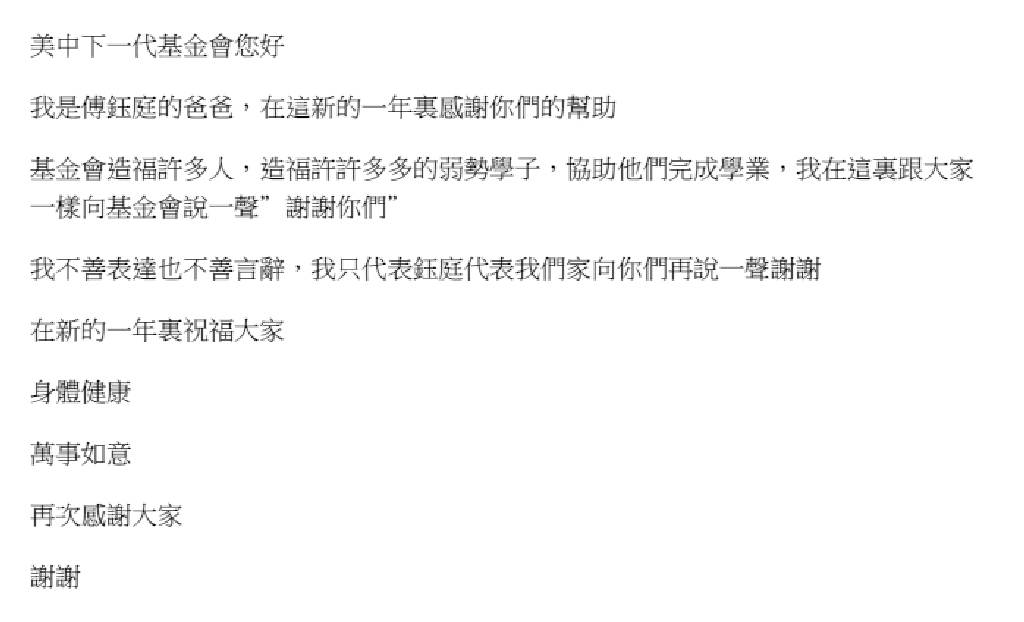 美中下一代基金會您好
我是傅鈺庭的爸爸，在這新的一年裏感謝你們的幫助
基金會造福許多人，造福許許多多的弱勢學子，協助他們完成學業，我在這裏跟大家
一樣向基金會說一聲”謝謝你們”
我不善表達也不善言辭，我只代表鈺庭代表我們家向你們再說一聲謝謝
在新的一年裏祝福大家
身體健康
萬事如意
再次感謝大家
謝謝